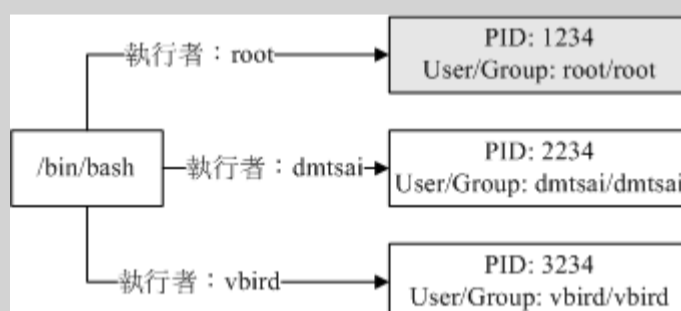 執行者：root
PID: 1234
User/Group: root/root
/bin/bash
執行者：dmtsai
PID: 2234
User/Group: dmtsai/dmtsai
執行者：vbird
PID: 3234
User/Group: vbird/vbird